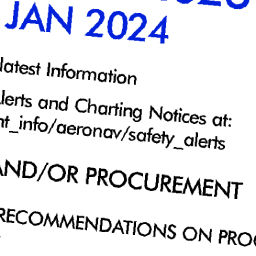 JAN 2024
latest Information
lerts and Charting Notices at:
nt_info/aeronav/safety_alerts
AND/OR PROCUREMENT
RECOMMENDATIONS ON PRO